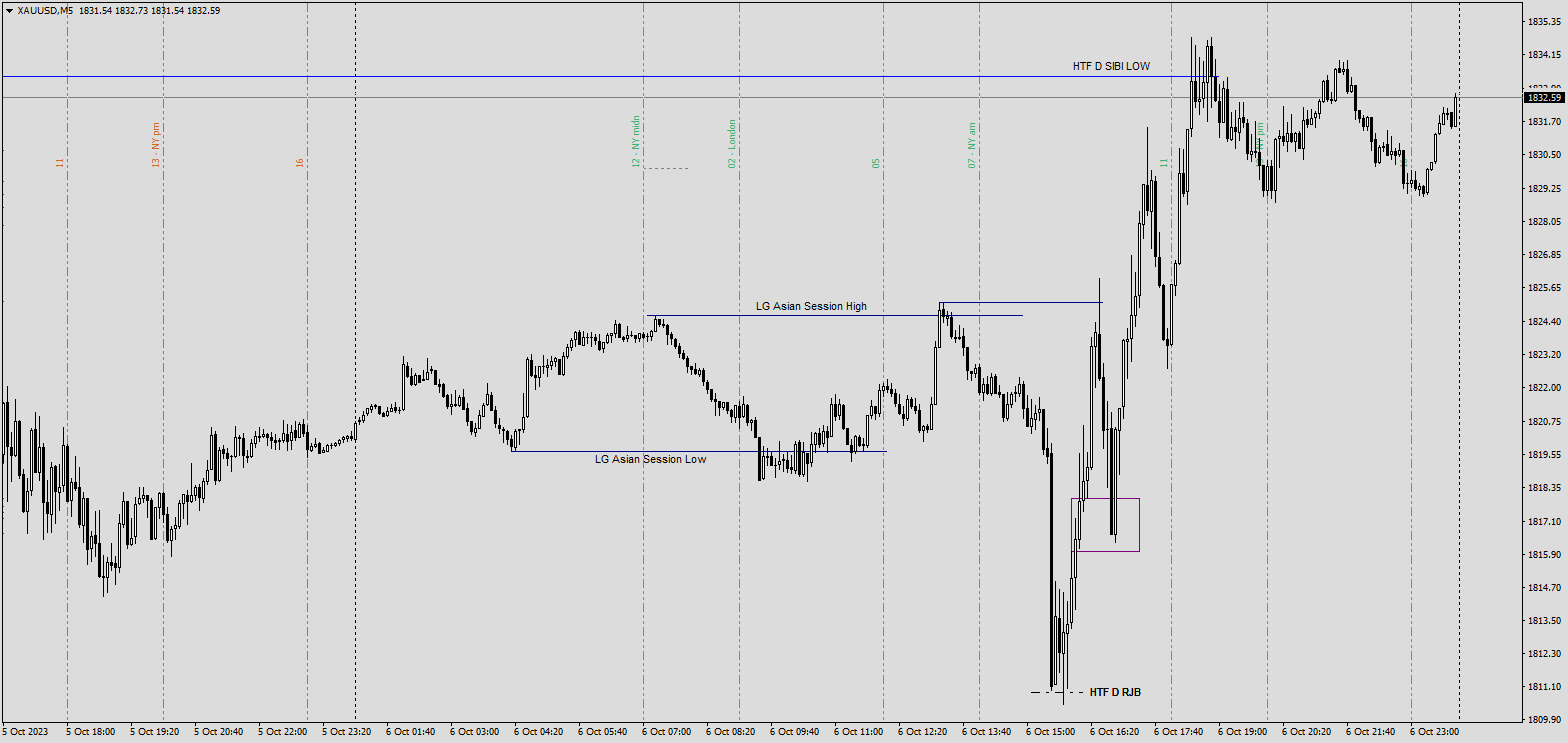 XAUUSD,M5 1831.54 1832.73 1831.54 1832.59
1835.35
HTF D SIBI LOW
1834.15
1832.59
12 - NY midn
02 - London
13 - NY pm
07 - NY am
1831.70
11
16
05
11
NY pm
1830.50
1829.25
1828.05
1826.85
1825.65
LG Asian Session High
1824.40
1823.20
1822.00
1820.75
LG Asian Session Low
1819.55
1818.35
1817.10
1815.90
1814.70
1813.50
1812.30
HTF D RJB
1811.10
1809.90
5 Oct 2023 5 Oct 18:00 5 Oct 19:20 5 Oct 20:40 5 Oct 22:00 5 Oct 23:20 6 Oct 01:40 6 Oct 03:00 6 Oct 04:20 6 Oct 05:40 6 Oct 07:00 6 Oct 08:20 6 Oct 09:40 6 Oct 11:00 6 Oct 12:20 6 Oct 13:40 6 Oct 15:00 6 Oct 16:20 6 Oct 17:40 6 Oct 19:00 6 Oct 20:20 6 Oct 21:40 6 Oct 23:00